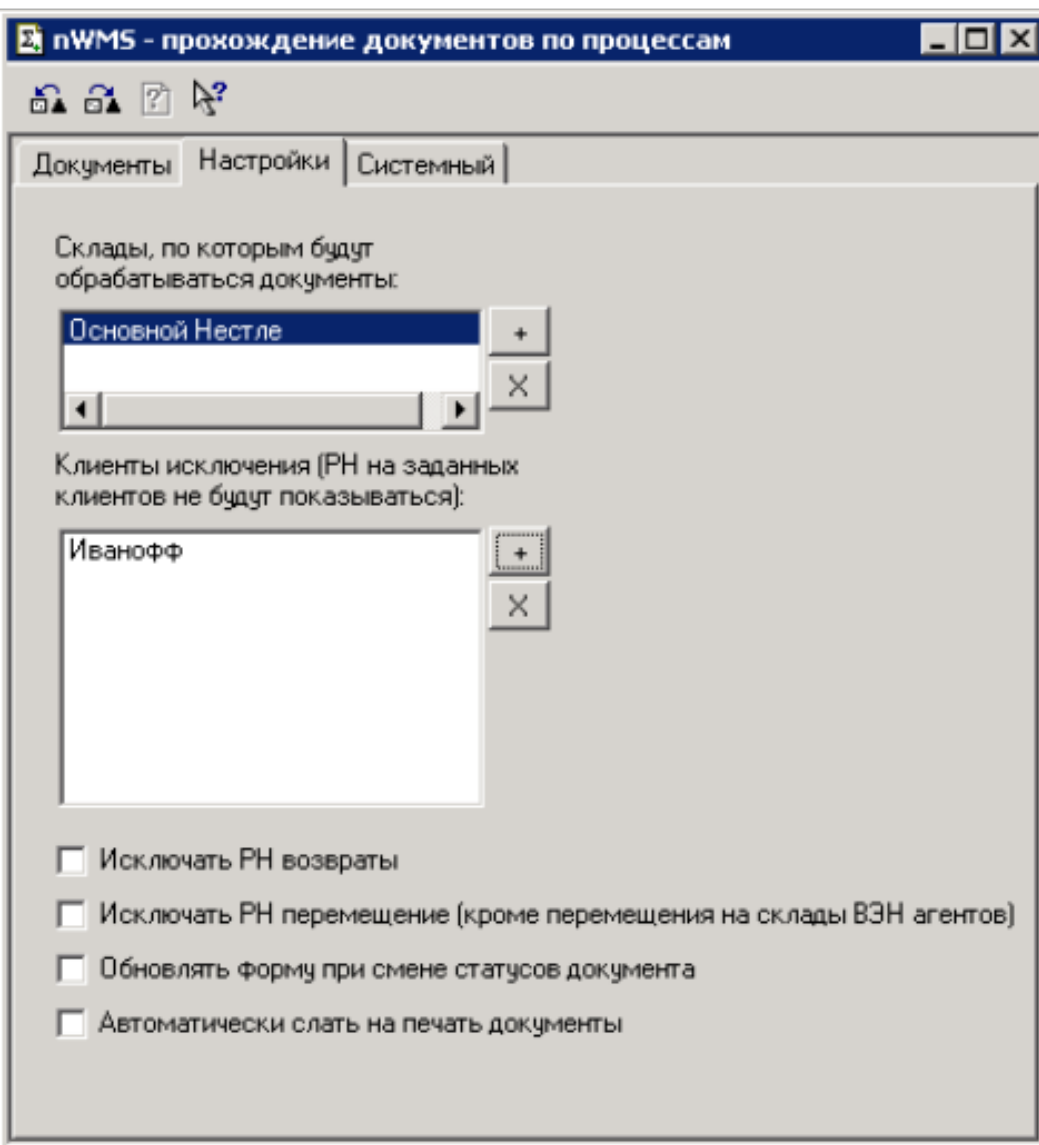 nWMS - прохождение документов по процессам
Документы Настройки Системный
Склады, по которым будут
обрабатываться документы:
Основной Нестле
Клиенты исключения (РН на заданных
клиентов не будут показываться):
Иванофф
Исключать РН возвраты
Исключать РН перемещение (кроме перемещения на склады ВЭН агентов)
Обновлять форму при смене статусов документа
Автоматически слать на печать документы